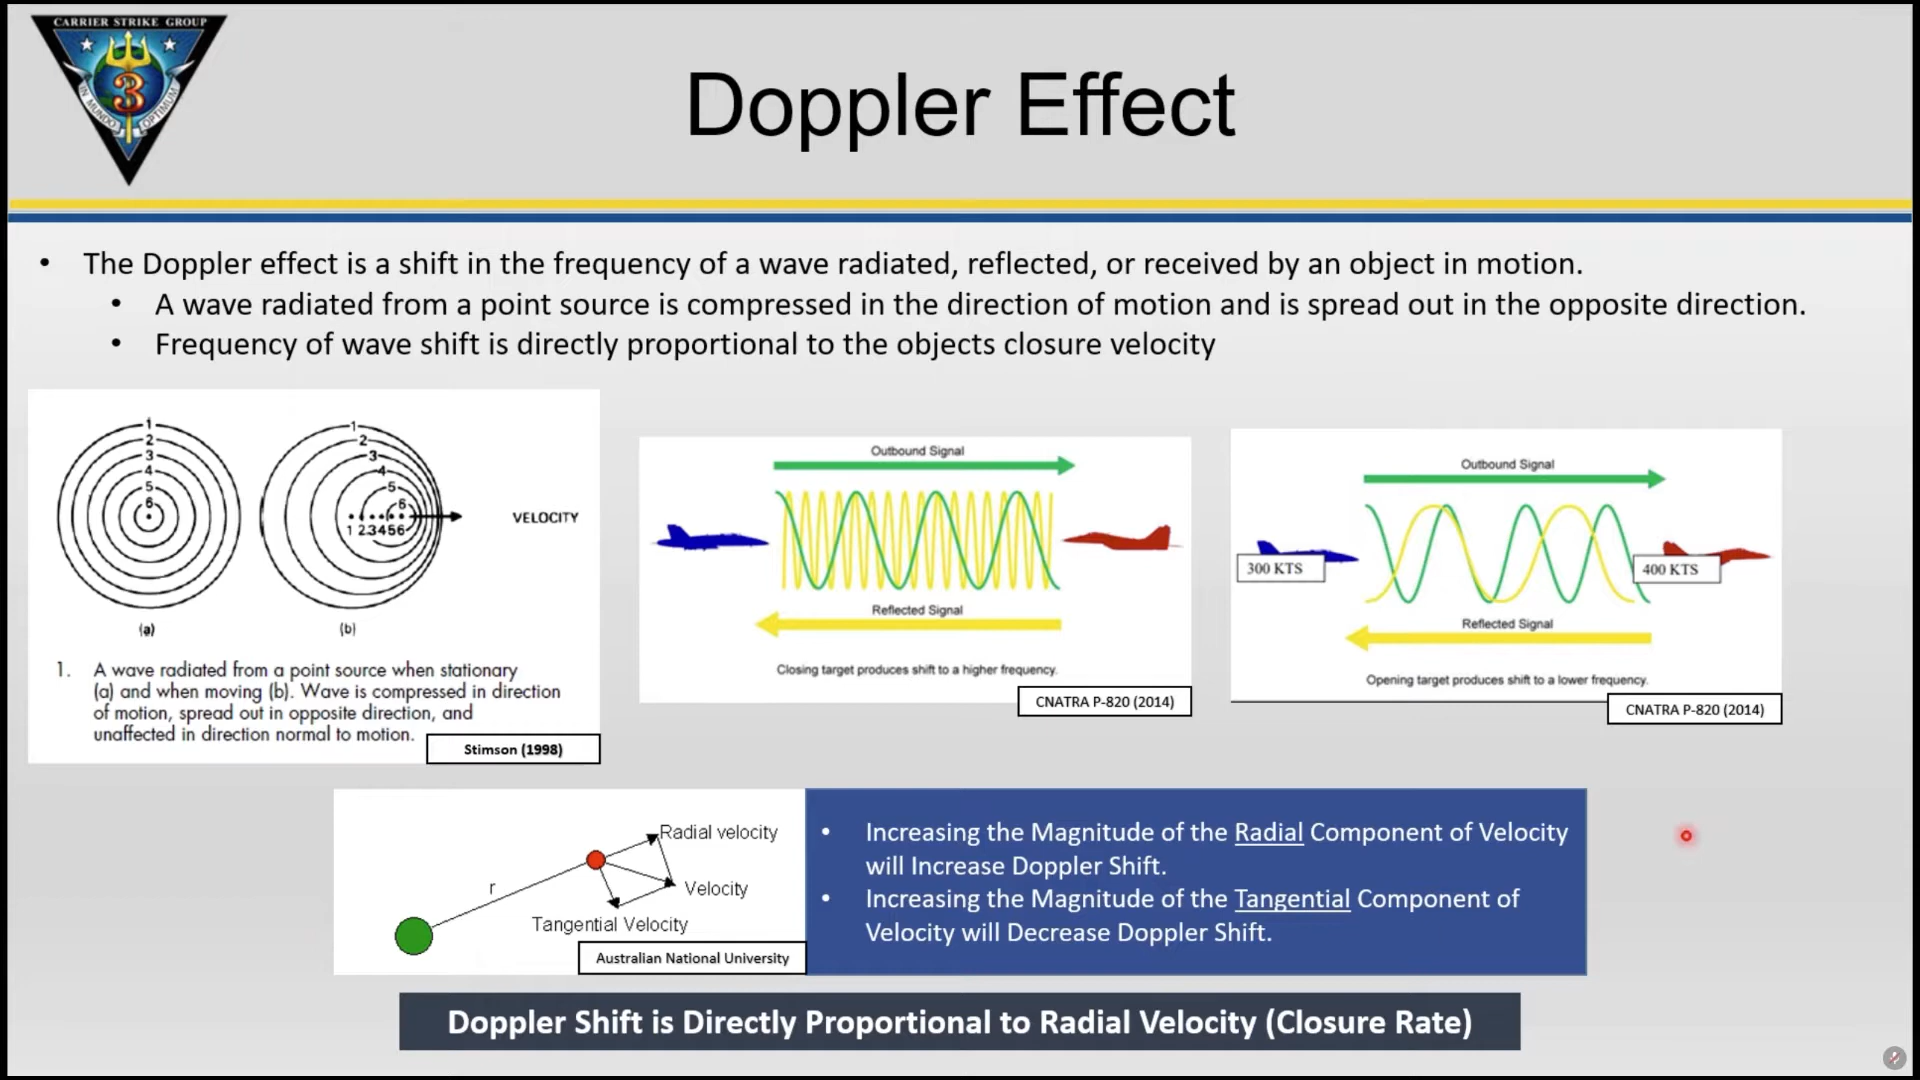 CARRIER STRIKE GROUP
3
IN MUNDO OPTIMUM
Doppler Effect
• The Doppler effect is a shift in the frequency of a wave radiated, reflected, or received by an object in motion.
• A wave radiated from a point source is compressed in the direction of motion and is spread out in the opposite direction.
• Frequency of wave shift is directly proportional to the objects closure velocity
1
2
3
4
5
6
(a)
1
2
3
4
5
6
1 2 3 4 5 6
(b)
VELOCITY
1. A wave radiated from a point source when stationary
(a) and when moving (b). Wave is compressed in direction
of motion, spread out in opposite direction, and
unaffected in direction normal to motion.
Stimson (1998)
Outbound Signal
Reflected Signal
Closing target produces shift to a higher frequency.
CNATRA P-820 (2014)
Outbound Signal
300 KTS
400 KTS
Reflected Signal
Opening target produces shift to a lower frequency.
CNATRA P-820 (2014)
Radial velocity
r
Velocity
Tangential Velocity
Australian National University
• Increasing the Magnitude of the Radial Component of Velocity
will Increase Doppler Shift.
• Increasing the Magnitude of the Tangential Component of
Velocity will Decrease Doppler Shift.
Doppler Shift is Directly Proportional to Radial Velocity (Closure Rate)